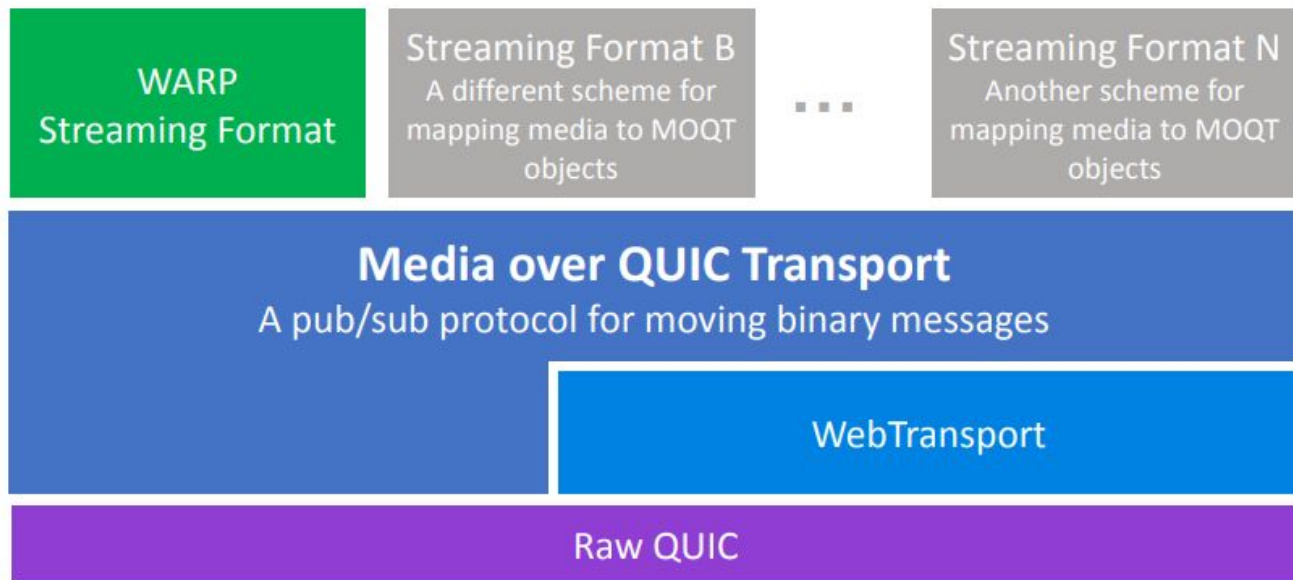 WARP
Streaming Format
Streaming Format B
A different scheme for
mapping media to MOQT
objects
...
Streaming Format N
Another scheme for
mapping media to MOQT
objects
Media over QUIC Transport
A pub/sub protocol for moving binary messages
WebTransport
Raw QUIC